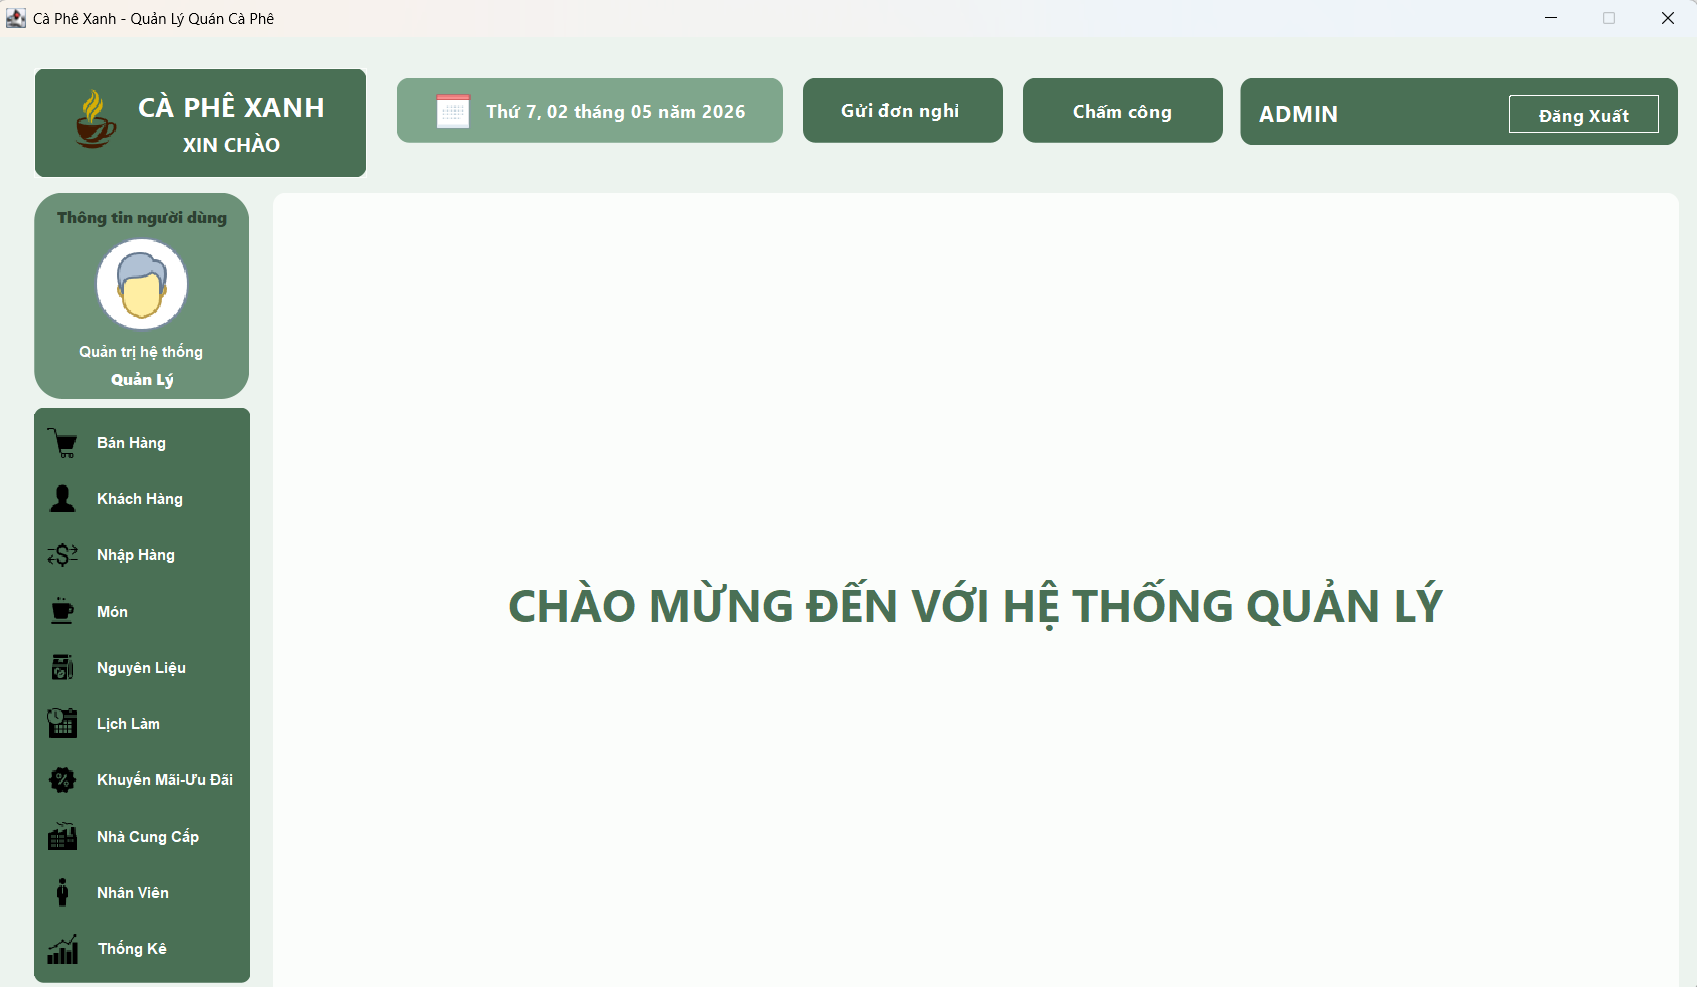 Cà Phê Xanh - Quản Lý Quán Cà Phê
CÀ PHÊ XANH
XIN CHÀO
Thứ 7, 02 tháng 05 năm 2026
Gửi đơn nghỉ
Chấm công
ADMIN
Đăng Xuất
Thông tin người dùng
Quản trị hệ thống
Quản Lý
Bán Hàng
Khách Hàng
Nhập Hàng
Món
Nguyên Liệu
Lịch Làm
Khuyến Mãi-Ưu Đãi
Nhà Cung Cấp
Nhân Viên
Thống Kê
CHÀO MỪNG ĐẾN VỚI HỆ THỐNG QUẢN LÝ